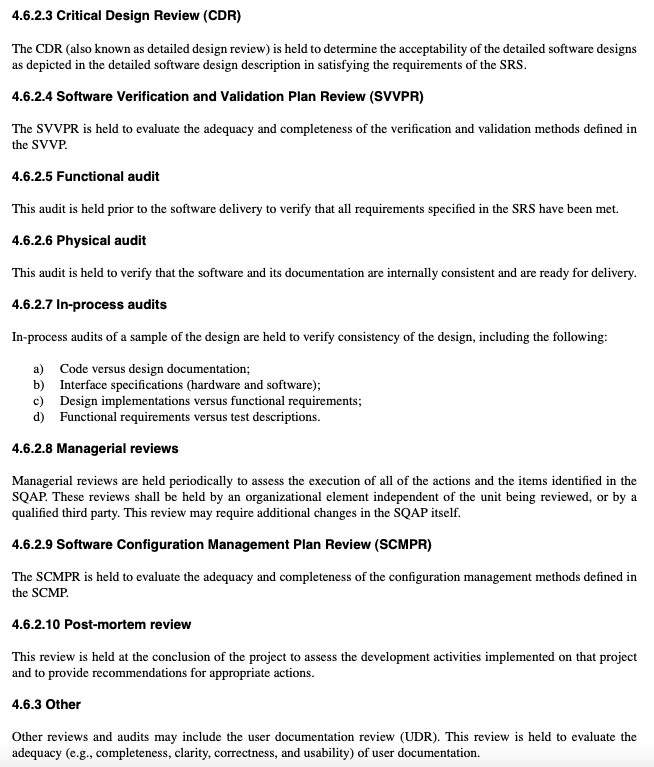 4.6.2.3 Critical Design Review (CDR)
The CDR (also known as detailed design review) is held to determine the acceptability of the detailed software designs
as depicted in the detailed software design description in satisfying the requirements of the SRS.
4.6.2.4 Software Verification and Validation Plan Review (SVVPR)
The SVVPR is held to evaluate the adequacy and completeness of the verification and validation methods defined in
the SVVP.
4.6.2.5 Functional audit
This audit is held prior to the software delivery to verify that all requirements specified in the SRS have been met.
4.6.2.6 Physical audit
This audit is held to verify that the software and its documentation are internally consistent and are ready for delivery.
4.6.2.7 In-process audits
In-process audits of a sample of the design are held to verify consistency of the design, including the following:
a) Code versus design documentation;
b) Interface specifications (hardware and software);
c) Design implementations versus functional requirements;
d) Functional requirements versus test descriptions.
4.6.2.8 Managerial reviews
Managerial reviews are held periodically to assess the execution of all of the actions and the items identified in the
SQAP. These reviews shall be held by an organizational element independent of the unit being reviewed, or by a
qualified third party. This review may require additional changes in the SQAP itself.
4.6.2.9 Software Configuration Management Plan Review (SCMPR)
The SCMPR is held to evaluate the adequacy and completeness of the configuration management methods defined in
the SCMP.
4.6.2.10 Post-mortem review
This review is held at the conclusion of the project to assess the development activities implemented on that project
and to provide recommendations for appropriate actions.
4.6.3 Other
Other reviews and audits may include the user documentation review (UDR). This review is held to evaluate the
adequacy (e.g., completeness, clarity, correctness, and usability) of user documentation.